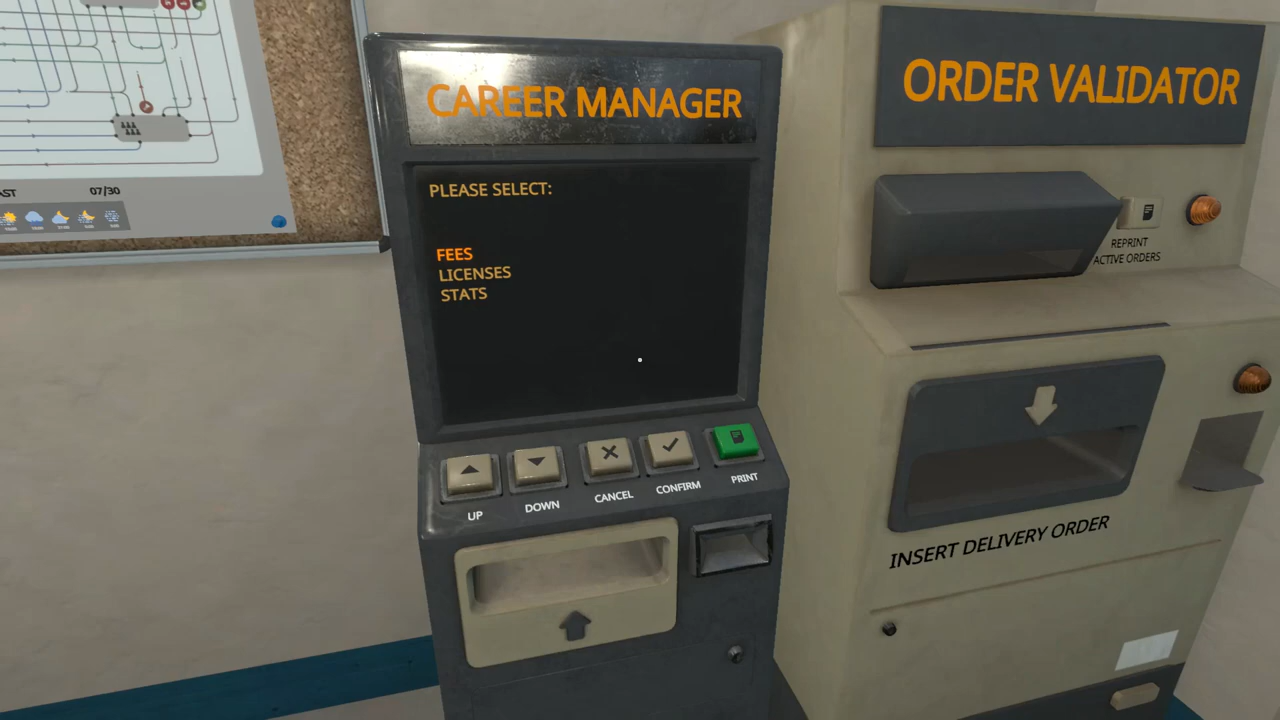 AST 07/30
CAREER MANAGER
PLEASE SELECT:
FEES
LICENSES
STATS
UP
DOWN
CANCEL
CONFIRM
PRINT
ORDER VALIDATOR
REPRINT
ACTIVE ORDERS
INSERT DELIVERY ORDER